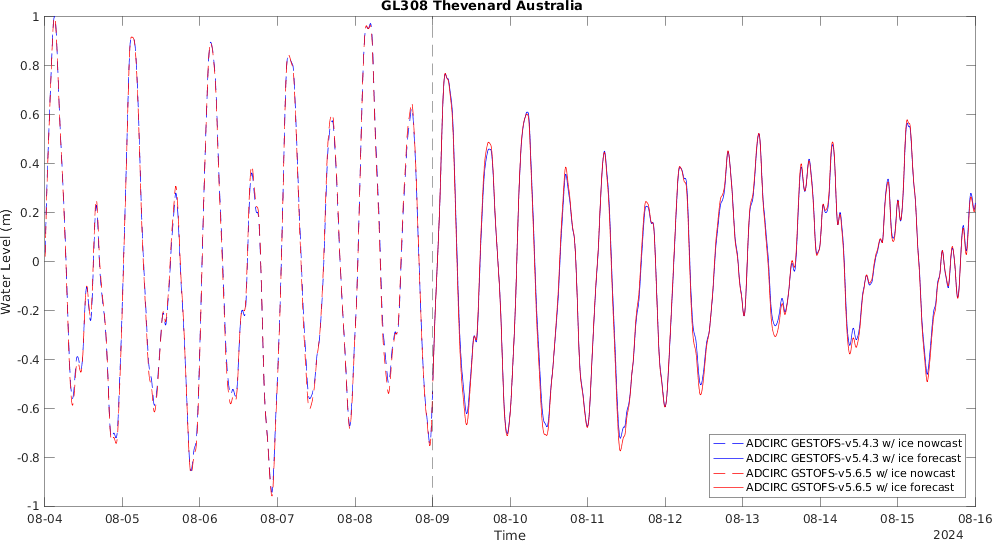 GL308 Thevenard Australia
1
0.8
0.6
0.4
0.2
0
-0.2
-0.4
-0.6
-0.8
-1
Water Level (m)
ADCIRC GESTOFS-v5.4.3 w/ ice nowcast
ADCIRC GESTOFS-v5.4.3 w/ ice forecast
ADCIRC GSTOFS-v5.6.5 w/ ice nowcast
ADCIRC GSTOFS-v5.6.5 w/ ice forecast
08-04 08-05 08-06 08-07 08-08 08-09 08-10 08-11 08-12 08-13 08-14 08-15 08-16
Time
2024